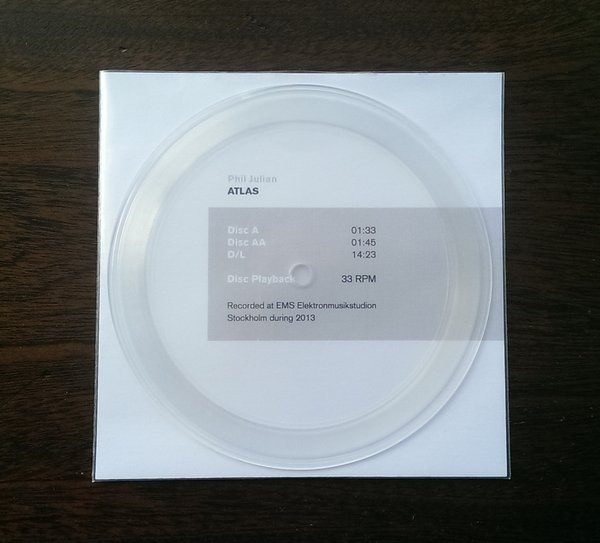 Phil Julian
ATLAS
Disc A 01:33
Disc AA 01:45
D/L 14:23
Disc Playback 33 RPM
Recorded at EMS Elektronmusikstudion
Stockholm during 2013